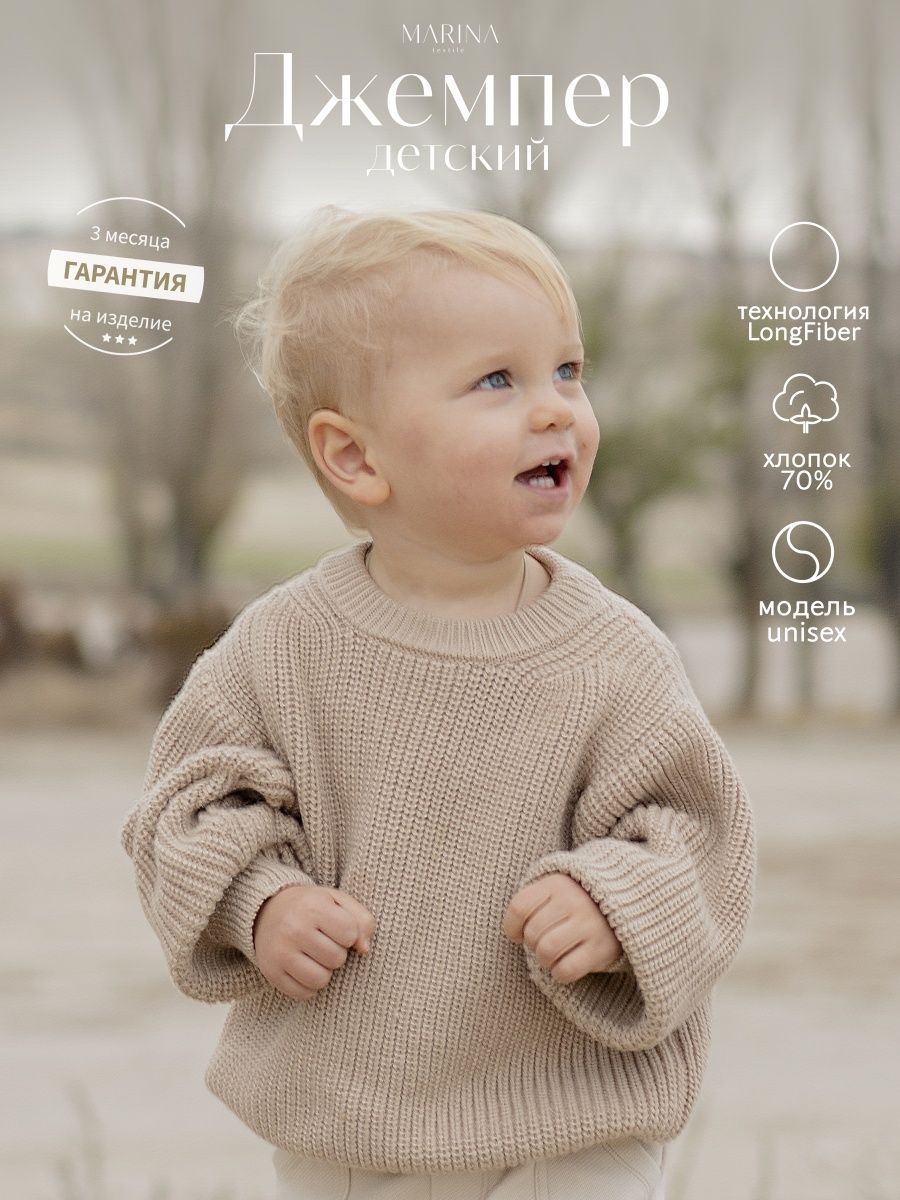 MARINA
textile
Джемпер
детский
3 месяца
ГАРАНТИЯ
на изделие
технология
LongFiber
хлопок
70%
модель
unisex